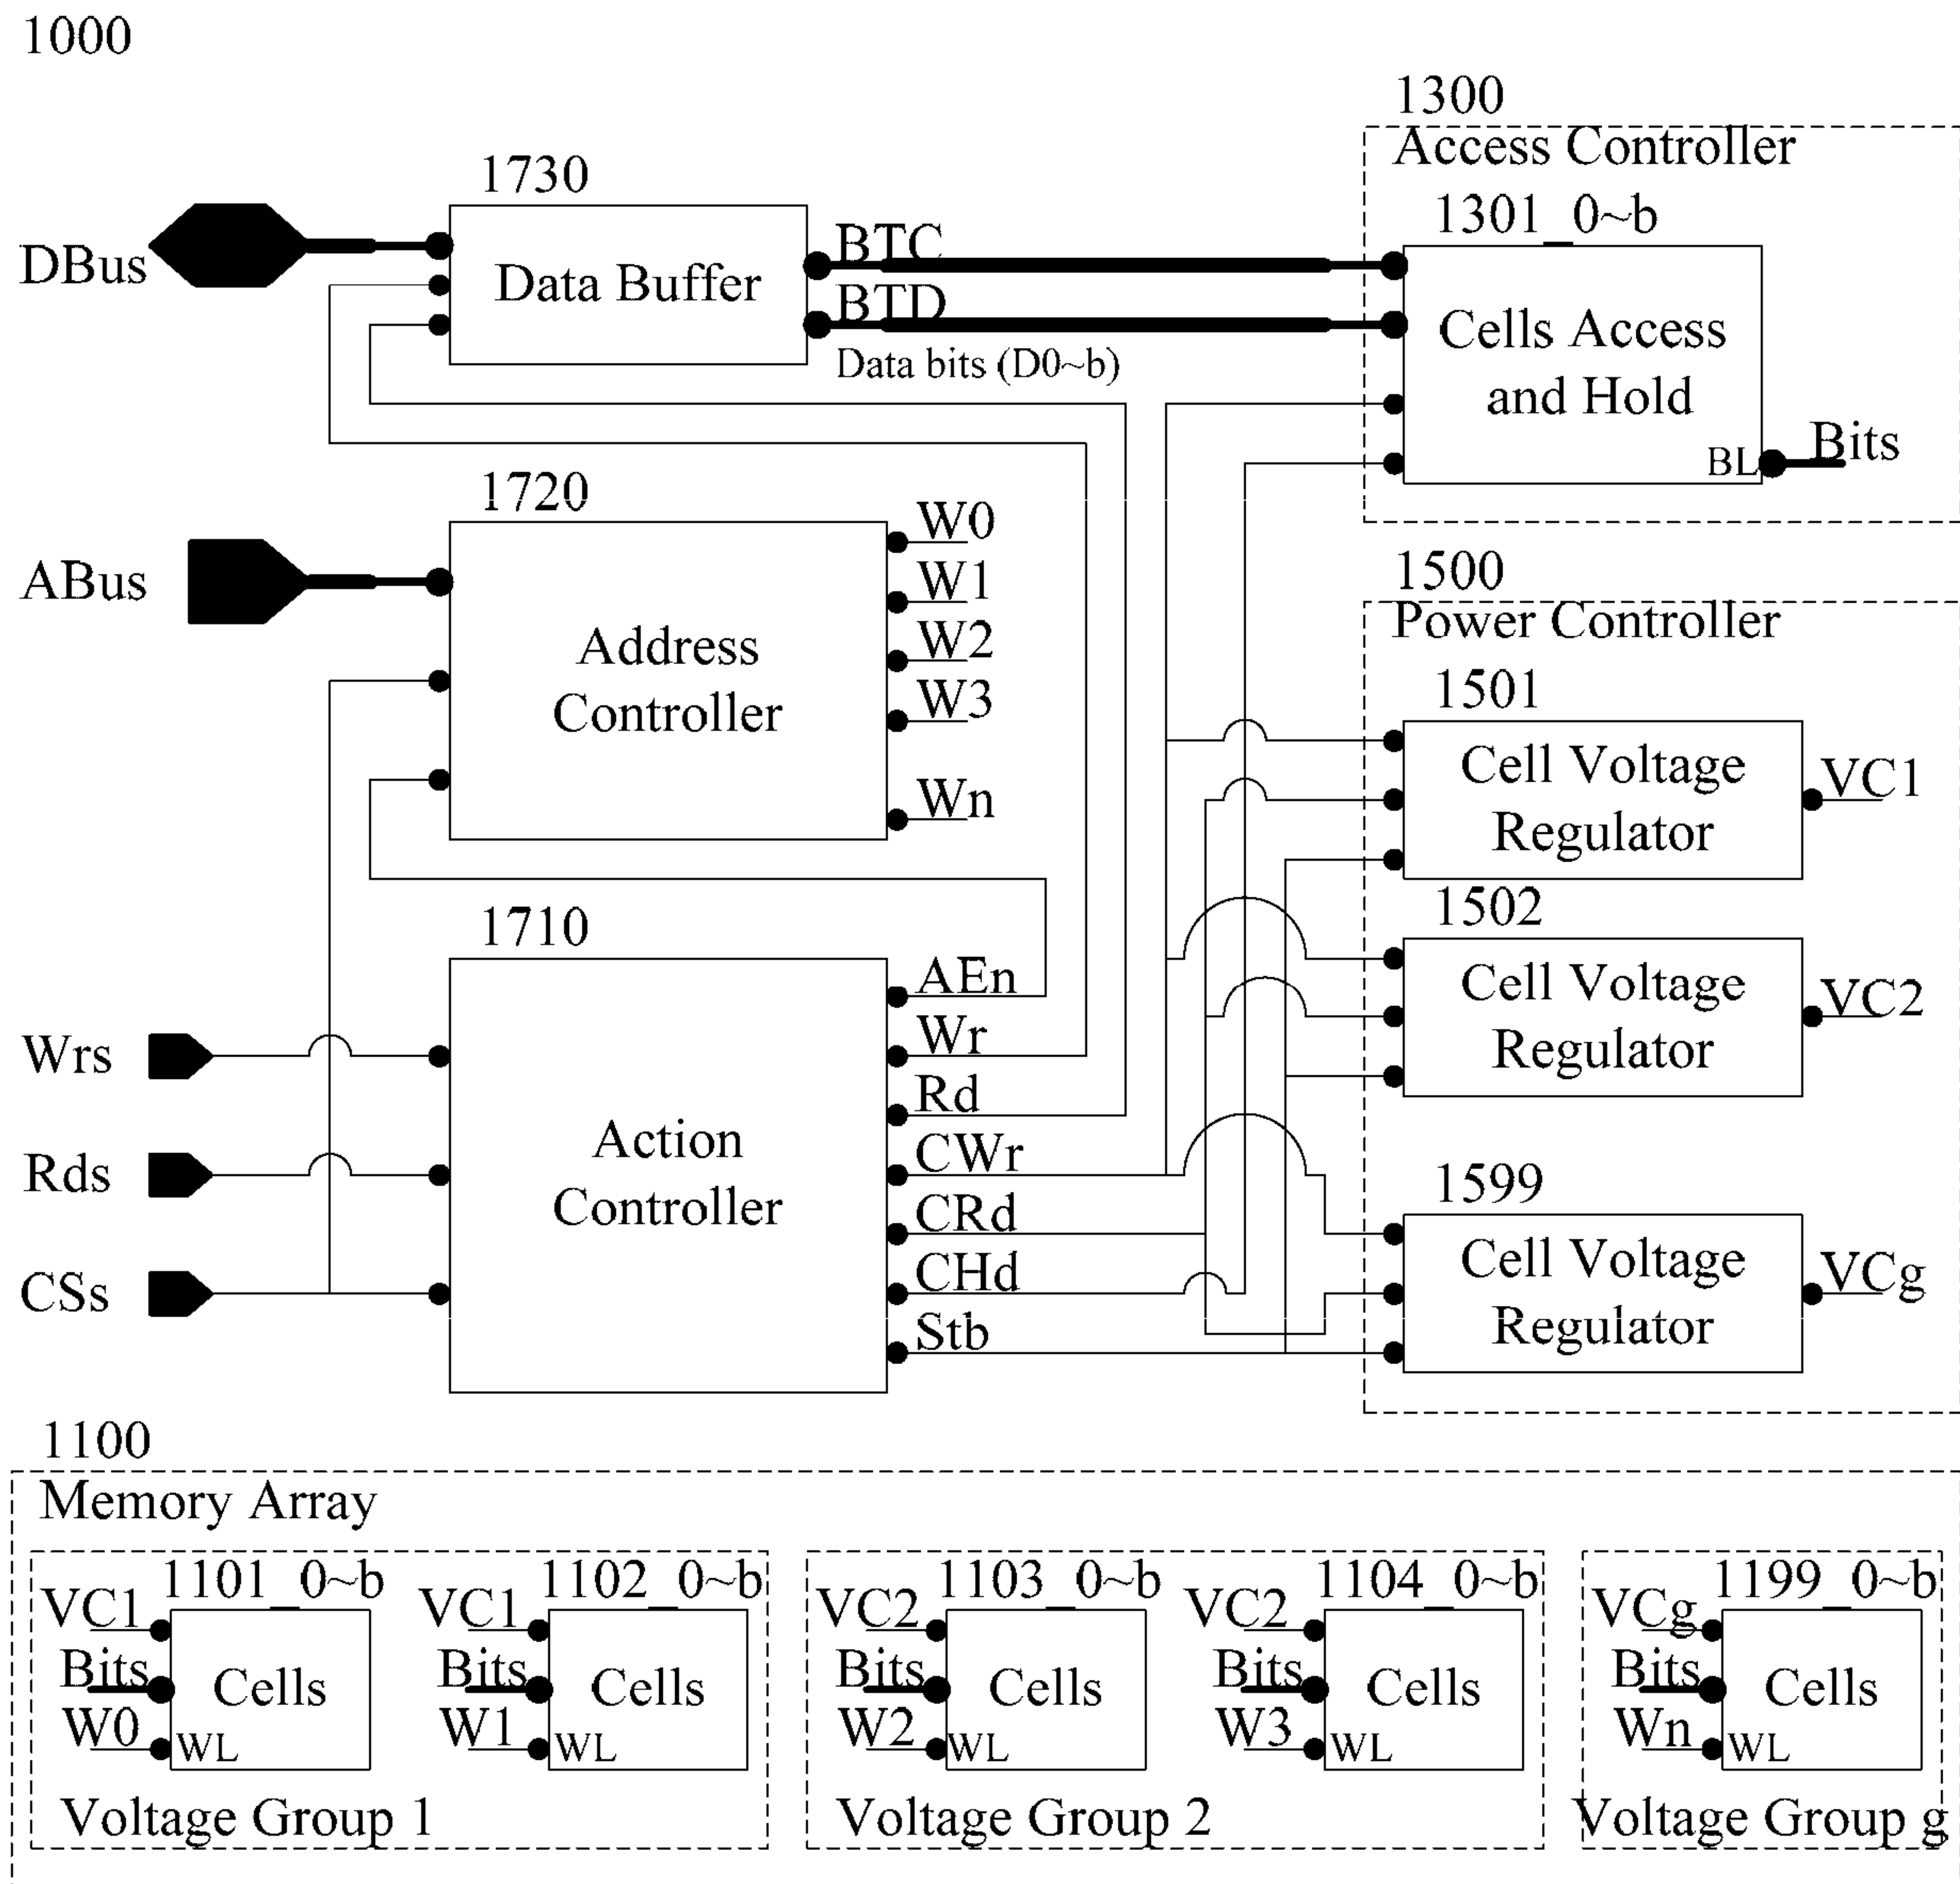 1000
1300
Access Controller
1730
1301_0~b
DBus
Data Buffer
BTC
BTD
Data bits (D0~b)
Cells Access
and Hold
BL
Bits
1720
ABus
Address
Controller
W0
W1
W2
W3
Wn
1500
Power Controller
1501
Cell Voltage
Regulator
VC1
1502
Cell Voltage
Regulator
VC2
1599
Cell Voltage
Regulator
VCg
1710
Wrs
Rds
CSs
Action
Controller
AEn
Wr
Rd
CWr
CRd
CHd
Stb
1100
Memory Array
1101_0~b
VC1
Bits
W0
WL
Cells
1102_0~b
VC1
Bits
W1
WL
Cells
Voltage Group 1
1103_0~b
VC2
Bits
W2
WL
Cells
1104_0~b
VC2
Bits
W3
WL
Cells
Voltage Group 2
1199_0~b
VCg
Bits
Wn
WL
Cells
Voltage Group g